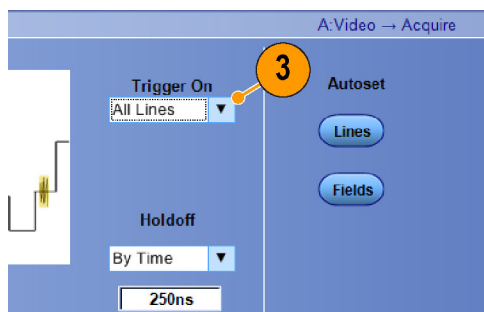 A:Video → Acquire
3
Trigger On
All Lines
Autoset
Lines
Fields
Holdoff
By Time
250ns